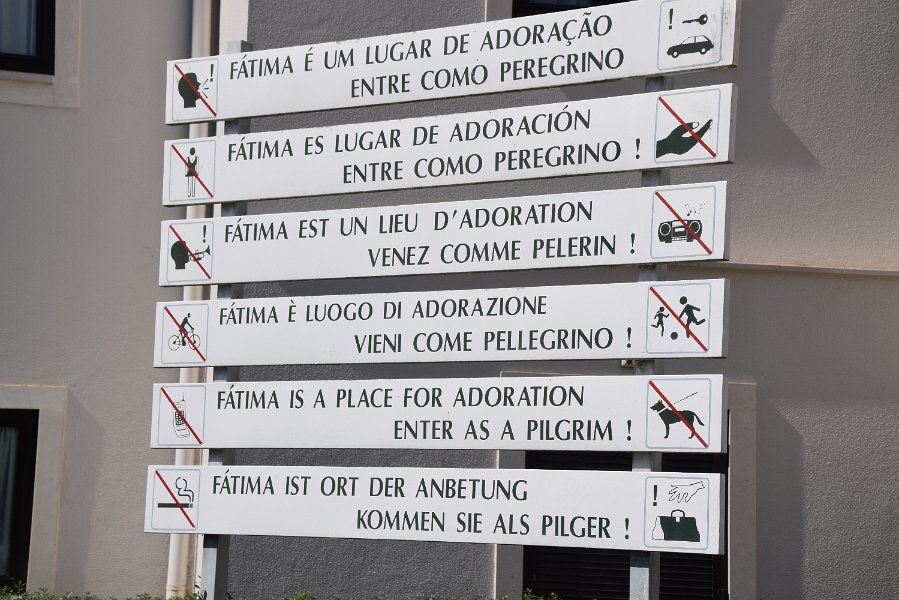 FÁTIMA É UM LUGAR DE ADORAÇÃO
ENTRE COMO PEREGRINO
FÁTIMA ES LUGAR DE ADORACIÓN
ENTRE COMO PEREGRINO !
FÁTIMA EST UN LIEU D'ADORATION
VENEZ COMME PELERIN !
FÁTIMA È LUOGO DI ADORAZIONE
VIENI COME PELLEGRINO !
FÁTIMA IS A PLACE FOR ADORATION
ENTER AS A PILGRIM !
FÁTIMA IST ORT DER ANBETUNG
KOMMEN SIE ALS PILGER !